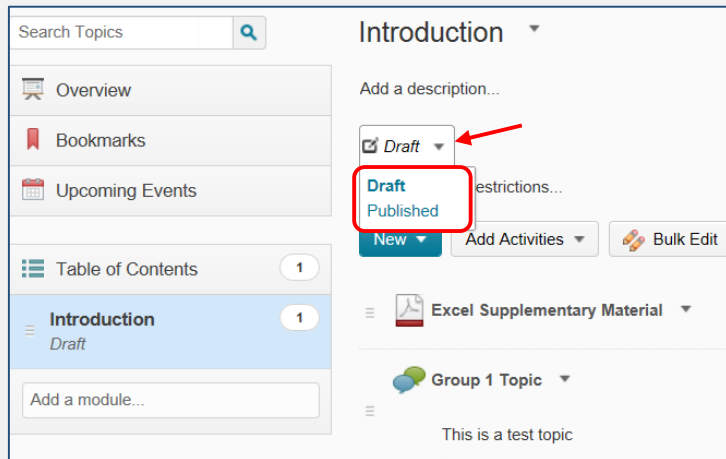 Search Topics
Overview
Bookmarks
Upcoming Events
Table of Contents 1
Introduction 1
Draft
Add a module...
Introduction
Add a description...
Draft
Draft
Published
estrictions...
New Add Activities Bulk Edit
Excel Supplementary Material
Group 1 Topic
This is a test topic